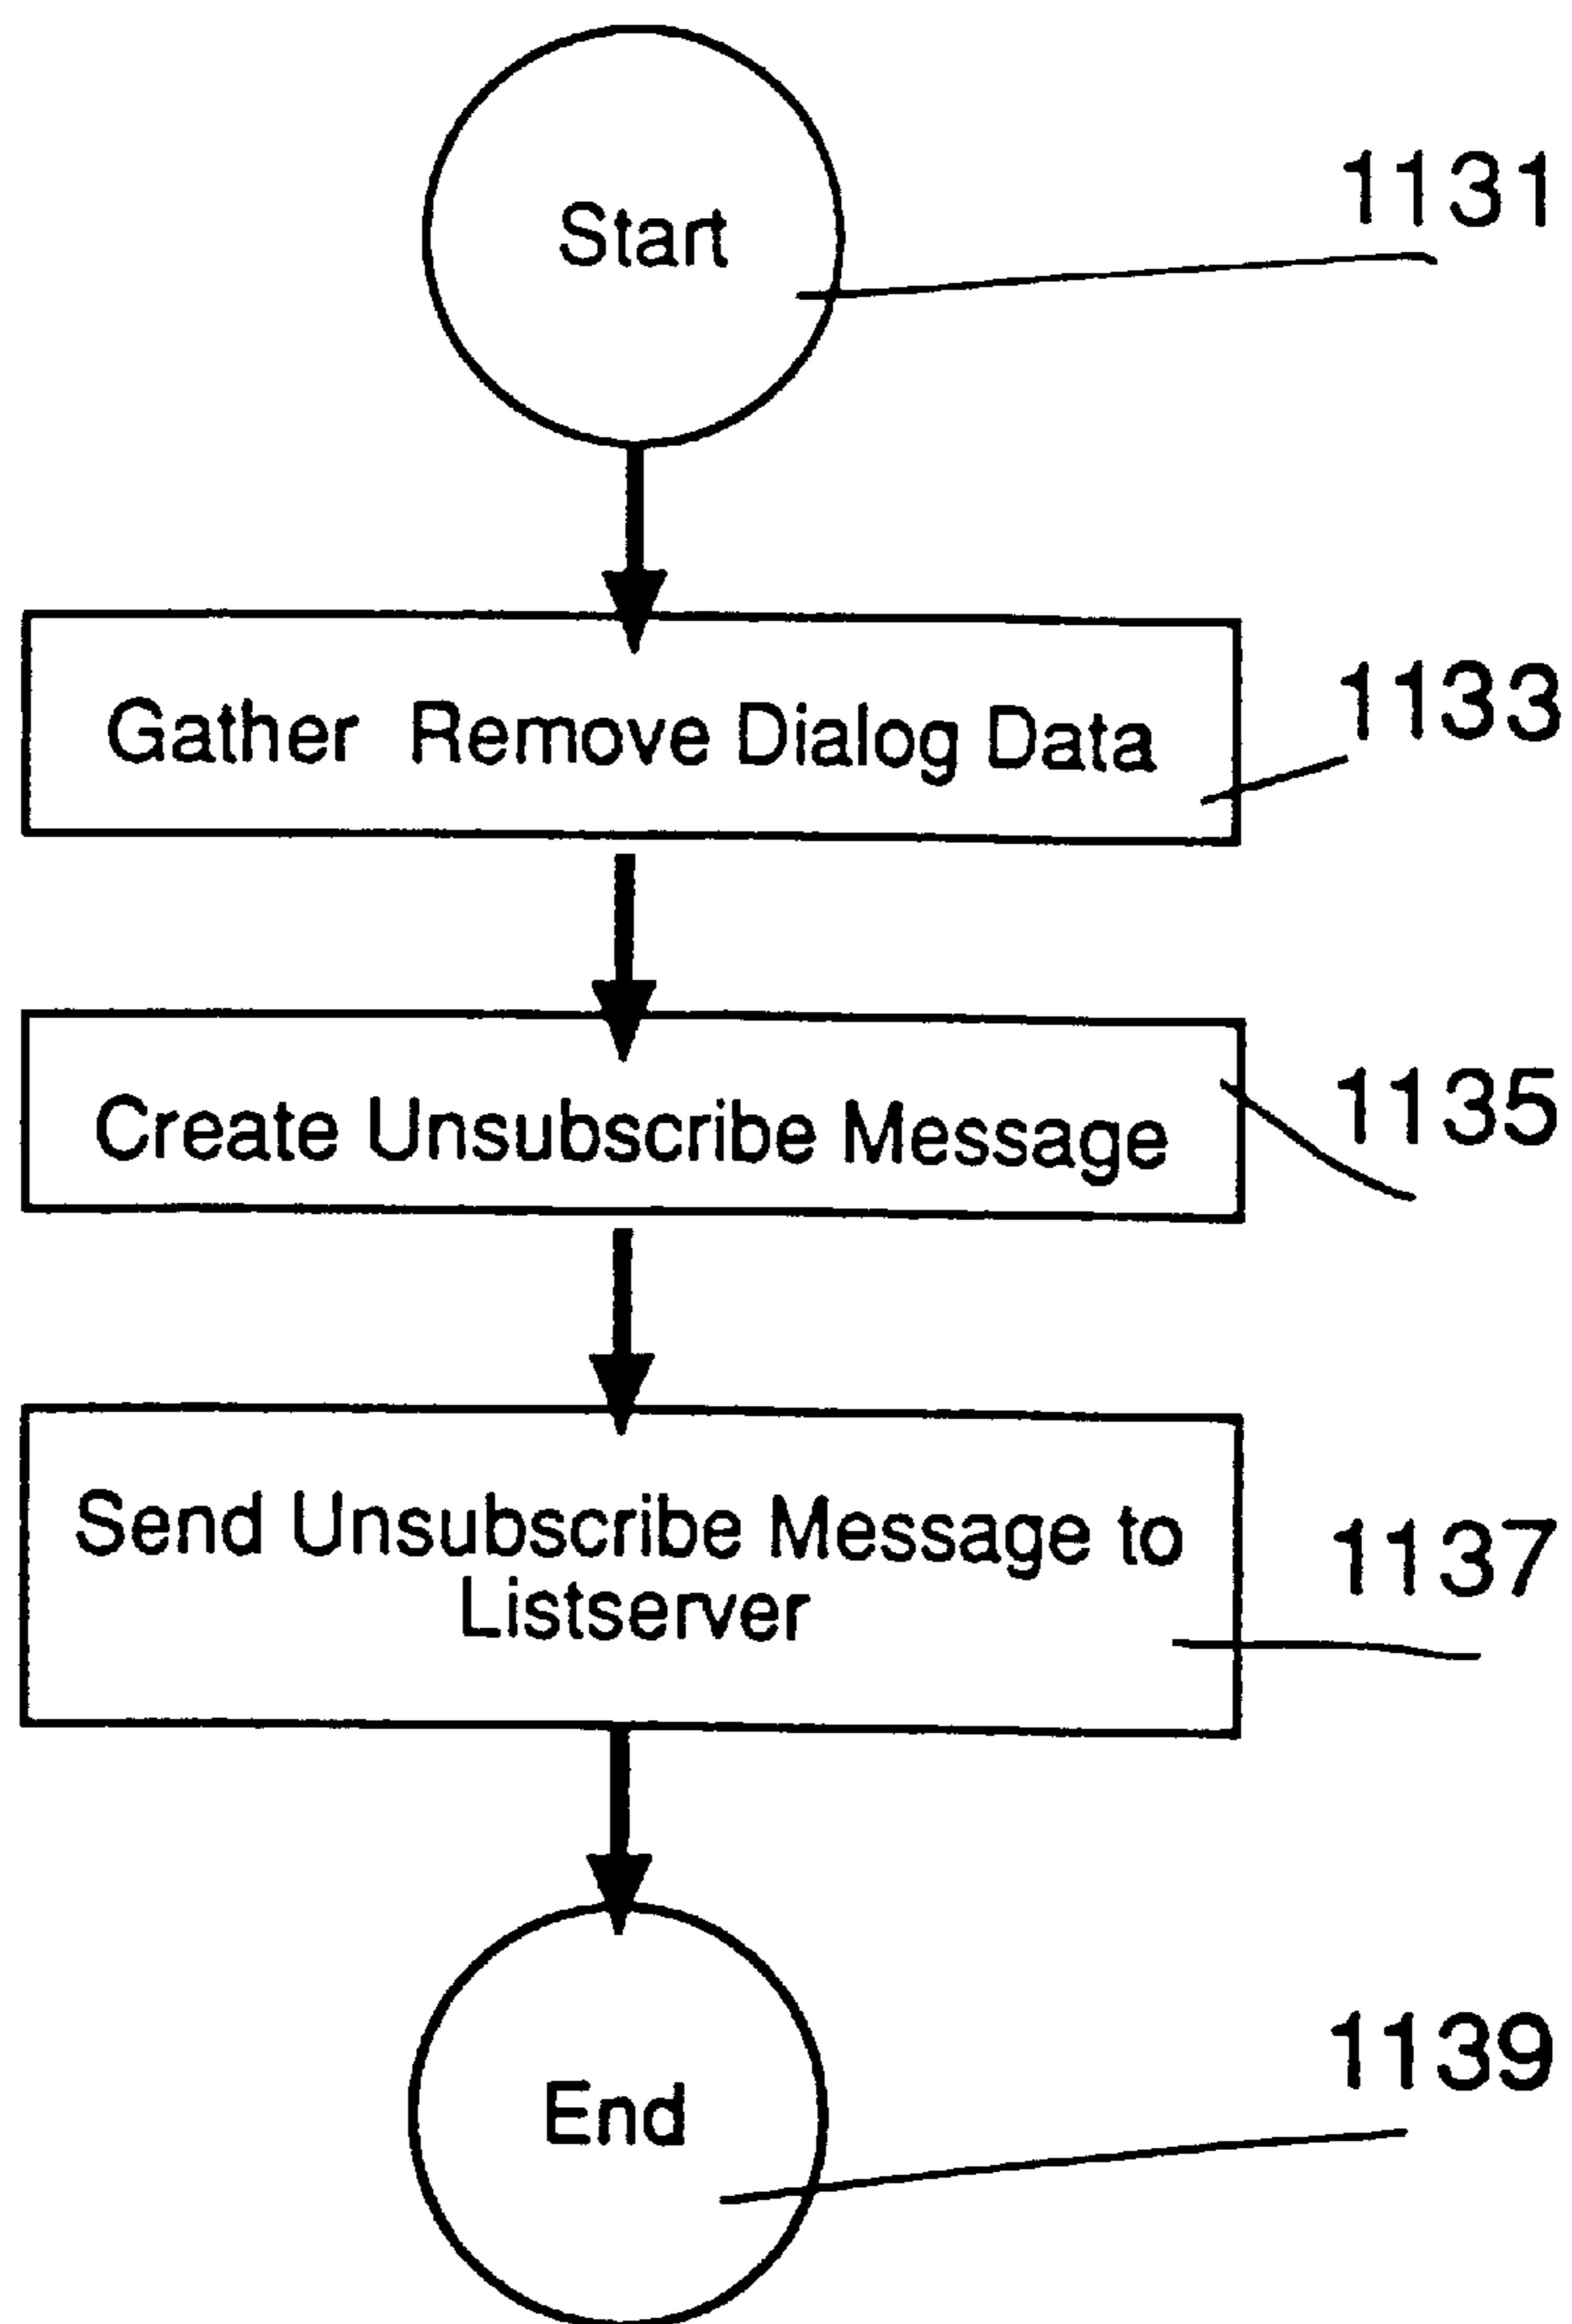 Start
1131
Gather Remove Dialog Data
1133
Create Unsubscribe Message
1135
Send Unsubscribe Message to
Listserver
1137
End
1139